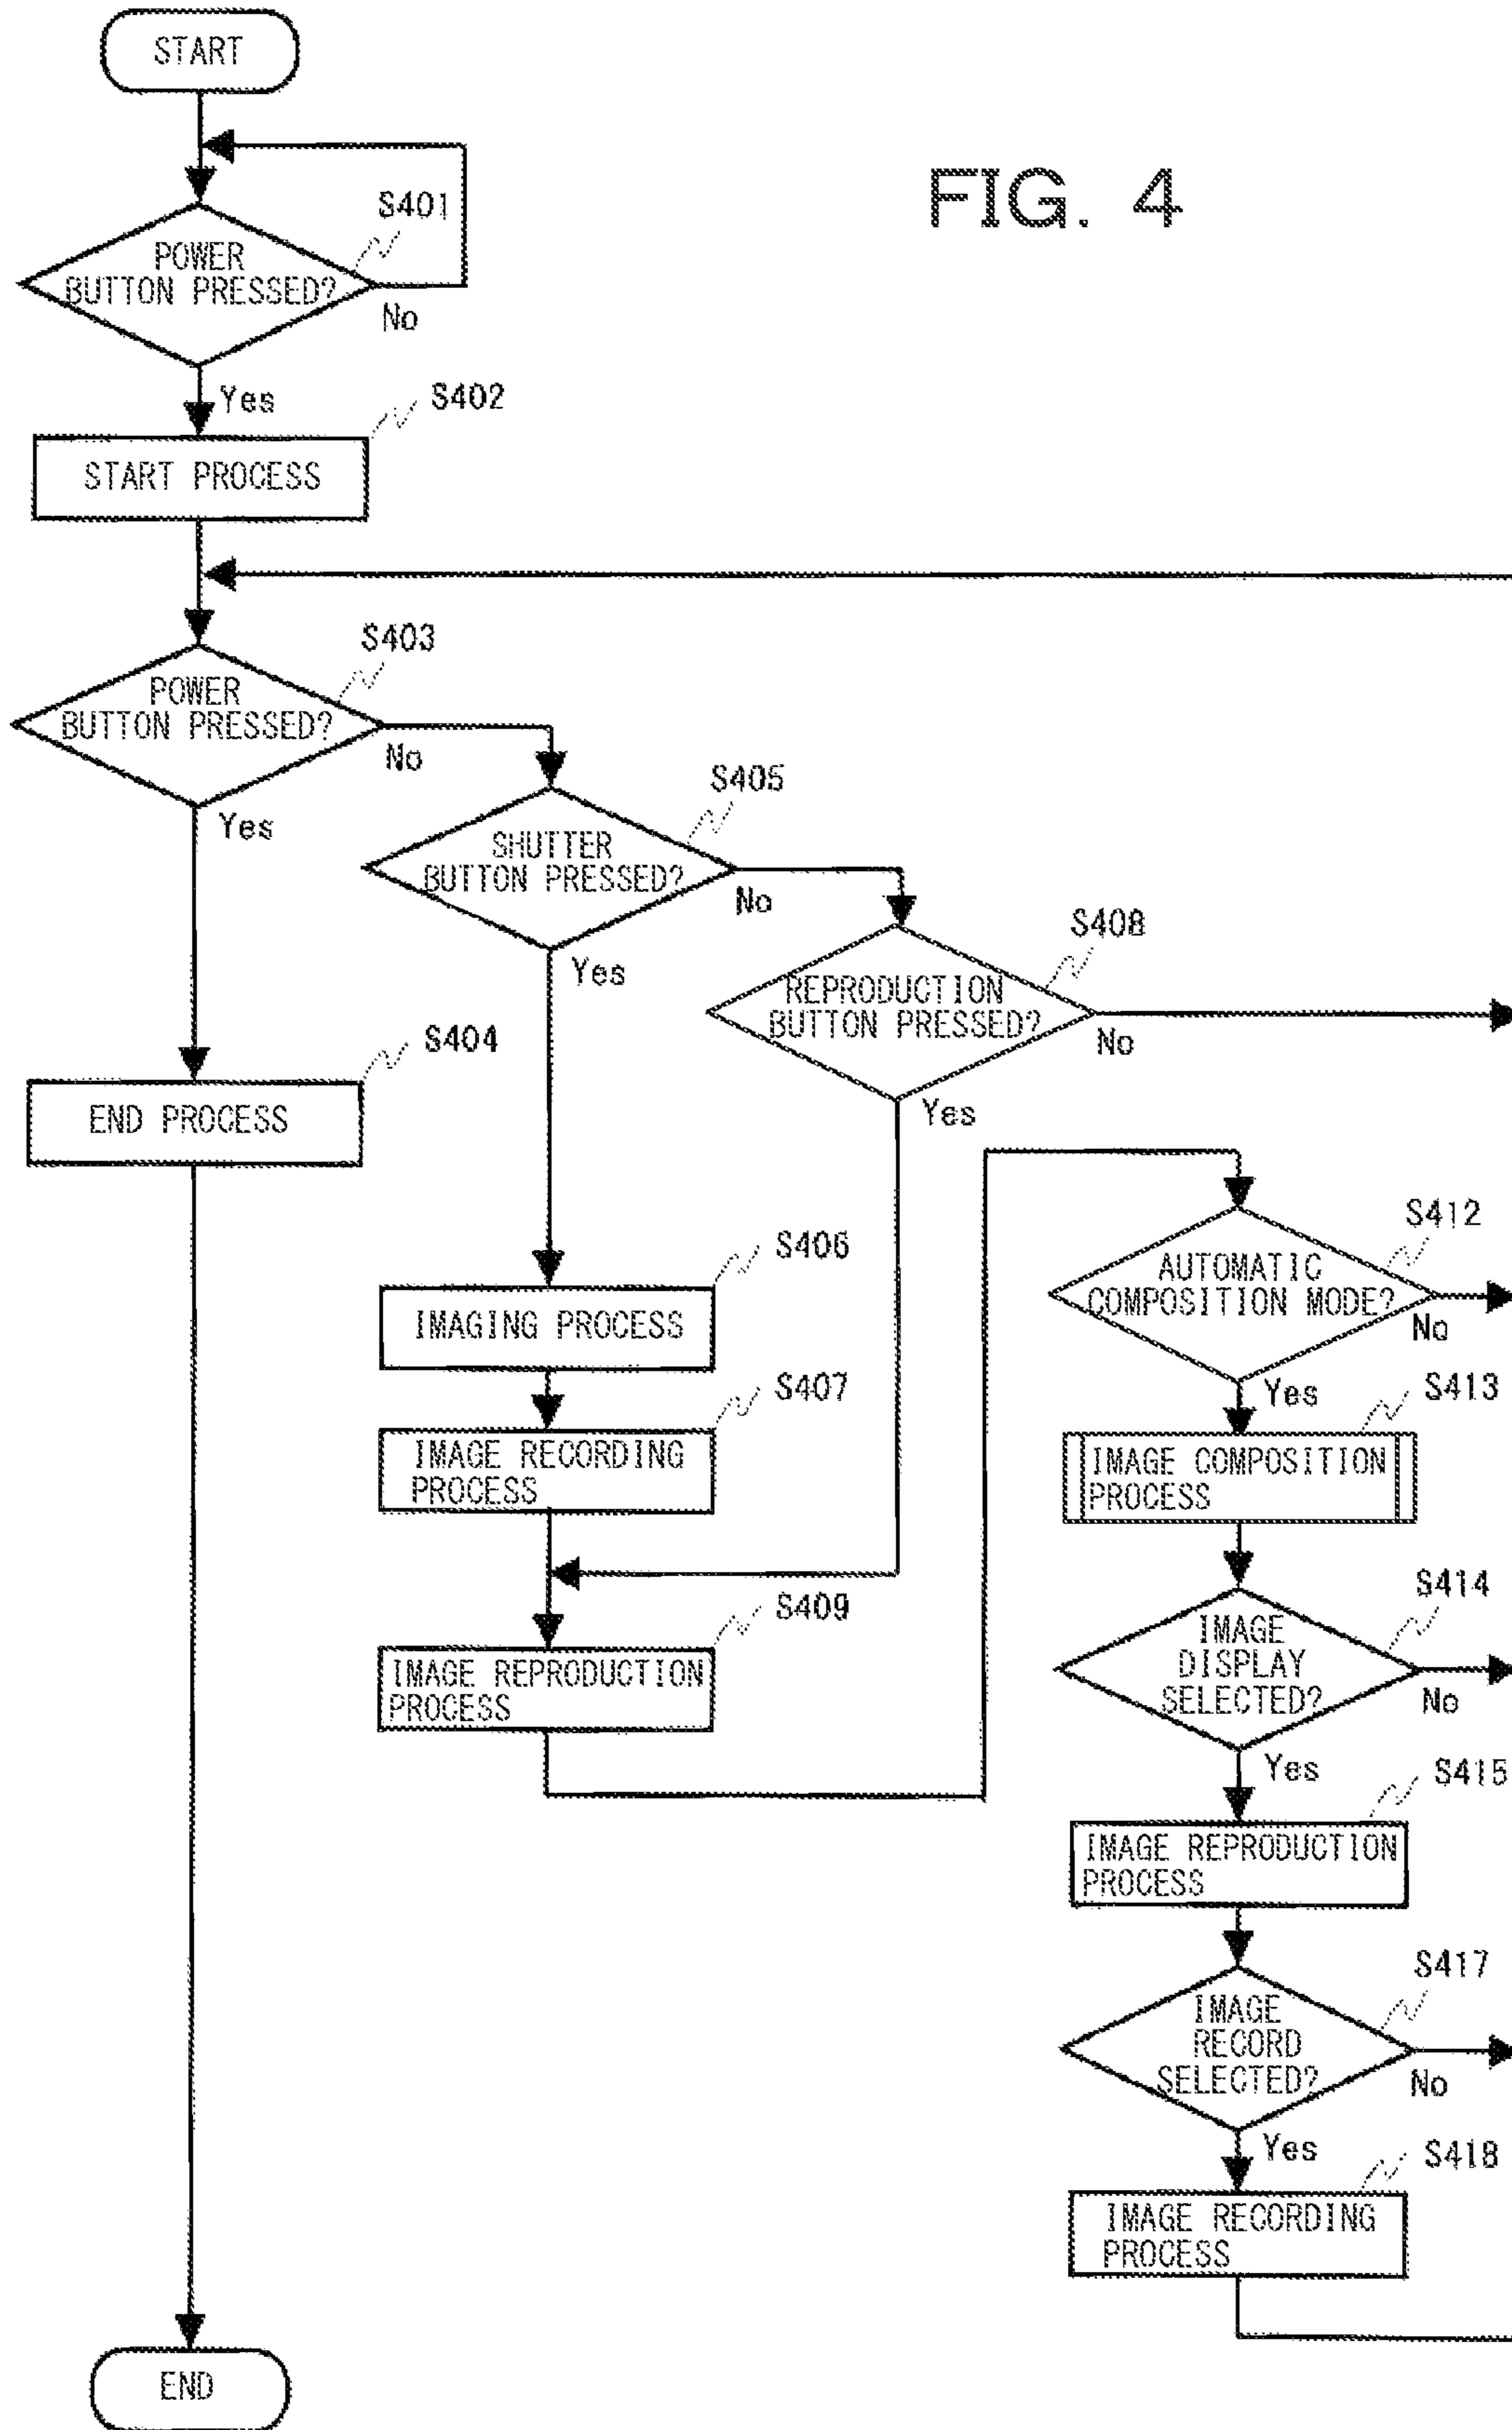 START
FIG. 4
S401
POWER
BUTTON PRESSED?
No
Yes
S402
START PROCESS
S403
POWER
BUTTON PRESSED?
No
Yes
S405
SHUTTER
BUTTON PRESSED?
No
Yes
S408
REPRODUCTION
BUTTON PRESSED?
No
Yes
S404
END PROCESS
S406
IMAGING PROCESS
S407
IMAGE RECORDING
PROCESS
S409
IMAGE REPRODUCTION
PROCESS
S412
AUTOMATIC
COMPOSITION MODE?
No
Yes
S413
IMAGE COMPOSITION
PROCESS
S414
IMAGE
DISPLAY
SELECTED?
No
Yes
S415
IMAGE REPRODUCTION
PROCESS
S417
IMAGE
RECORD
SELECTED?
No
Yes
S418
IMAGE RECORDING
PROCESS
END